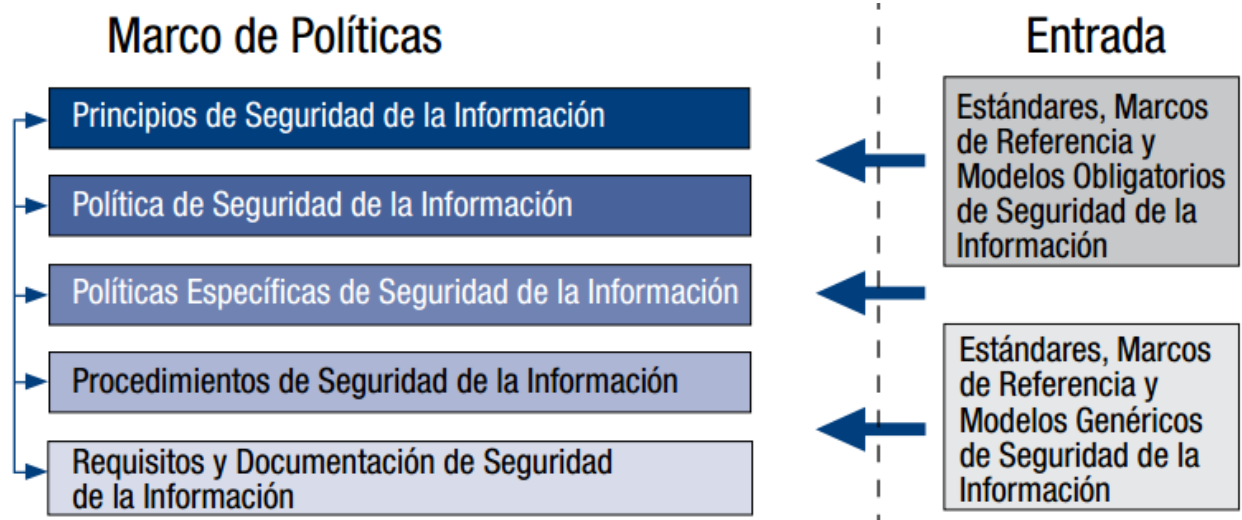 Marco de Políticas
Principios de Seguridad de la Información
Política de Seguridad de la Información
Políticas Específicas de Seguridad de la Información
Procedimientos de Seguridad de la Información
Requisitos y Documentación de Seguridad
de la Información
Entrada
Estándares, Marcos
de Referencia y
Modelos Obligatorios
de Seguridad de la
Información
Estándares, Marcos
de Referencia y
Modelos Genéricos
de Seguridad de la
Información